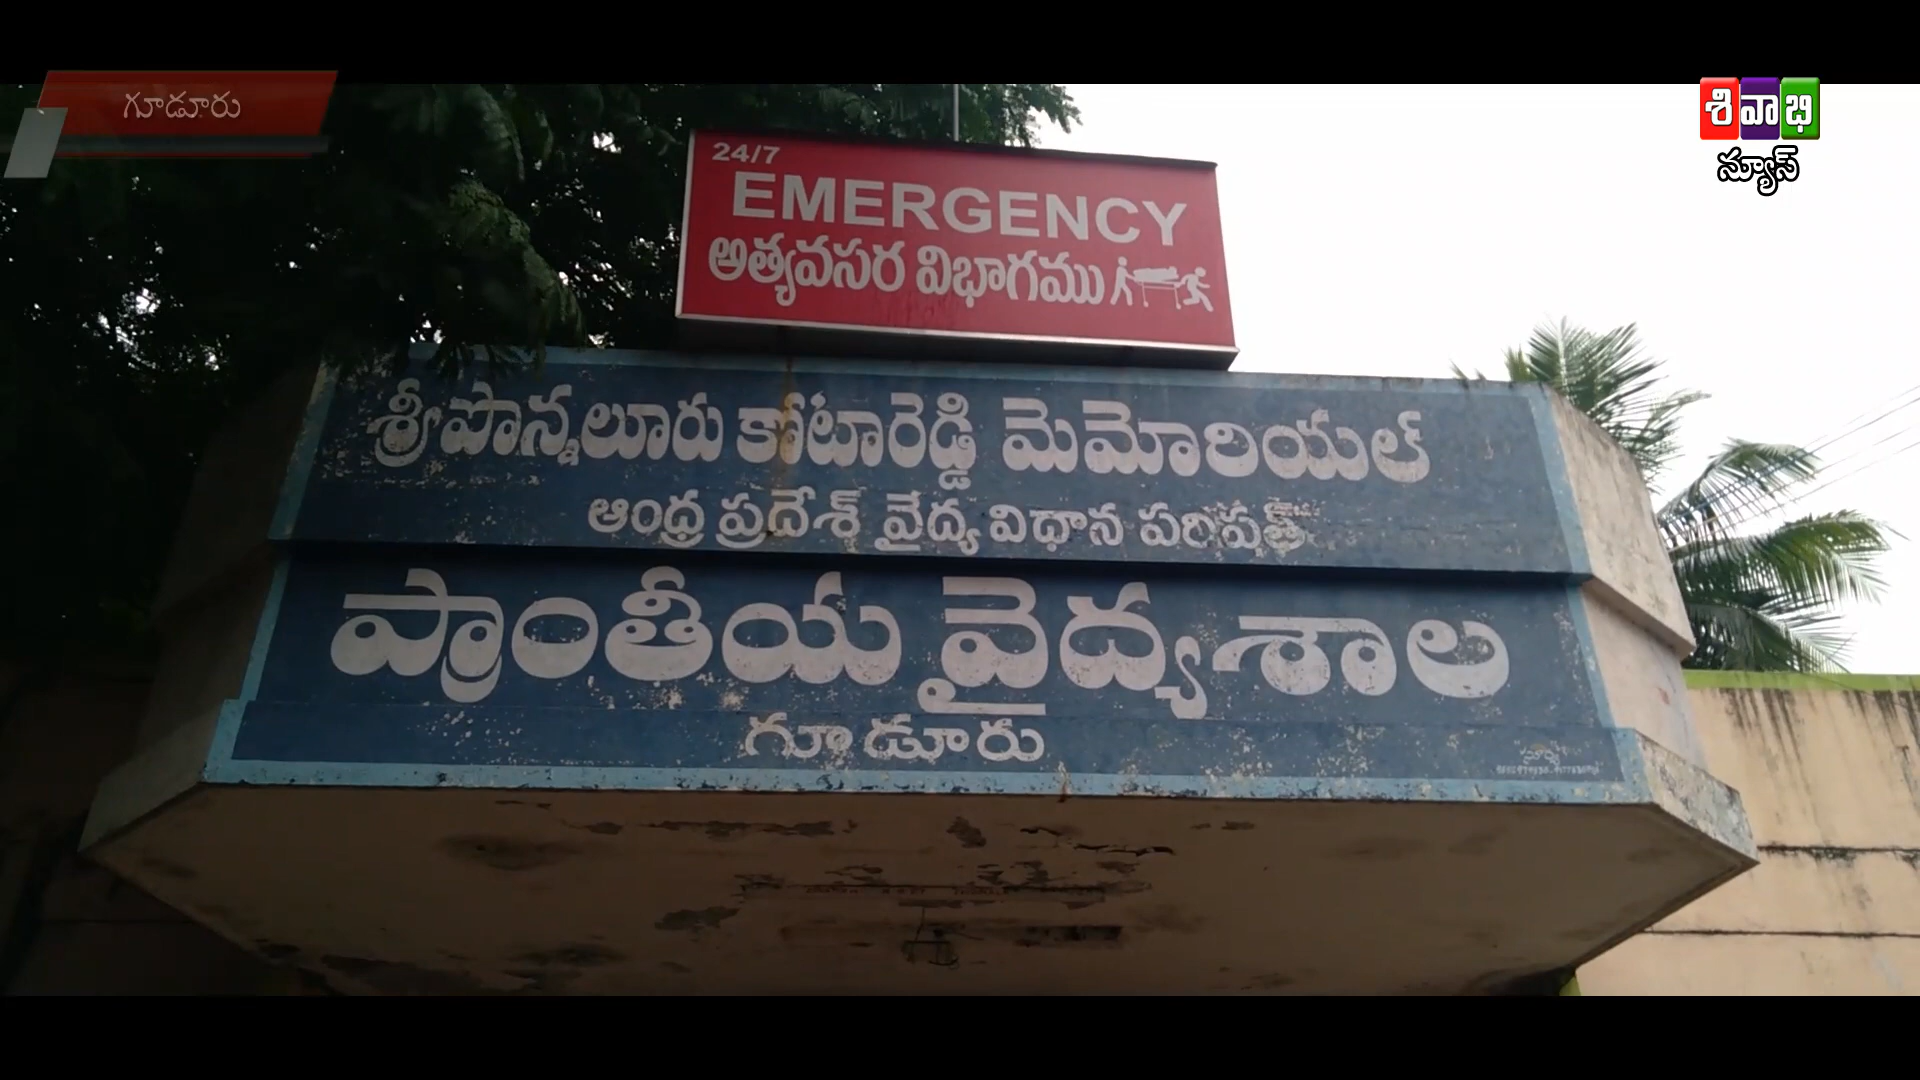 గూడూరు
శివాభి
న్యూస్
24/7
EMERGENCY
అత్యవసర విభాగము
శ్రీ పొన్నలూరు కోటారెడ్డి మెమోరియల్
ఆంధ్ర ప్రదేశ్ వైద్య విధాన పరిషత్
ప్రాంతీయ వైద్యశాల
గూడూరు